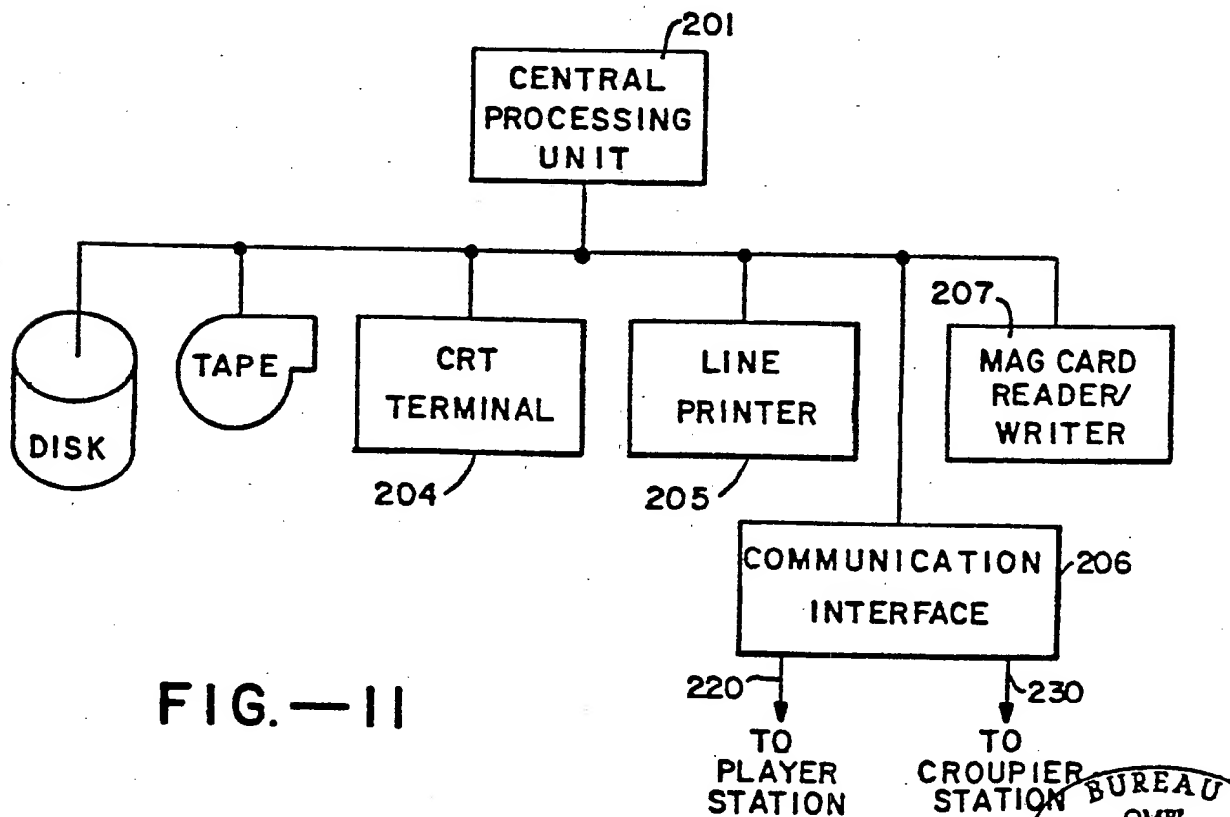 201
CENTRAL
PROCESSING
UNIT
207
DISK
TAPE
CRT
TERMINAL
204
LINE
PRINTER
205
MAG CARD
READER/
WRITER
COMMUNICATION
INTERFACE
206
220
230
TO
PLAYER
STATION
TO
CROUPIER
STATION
FIG.—11
BUREAU